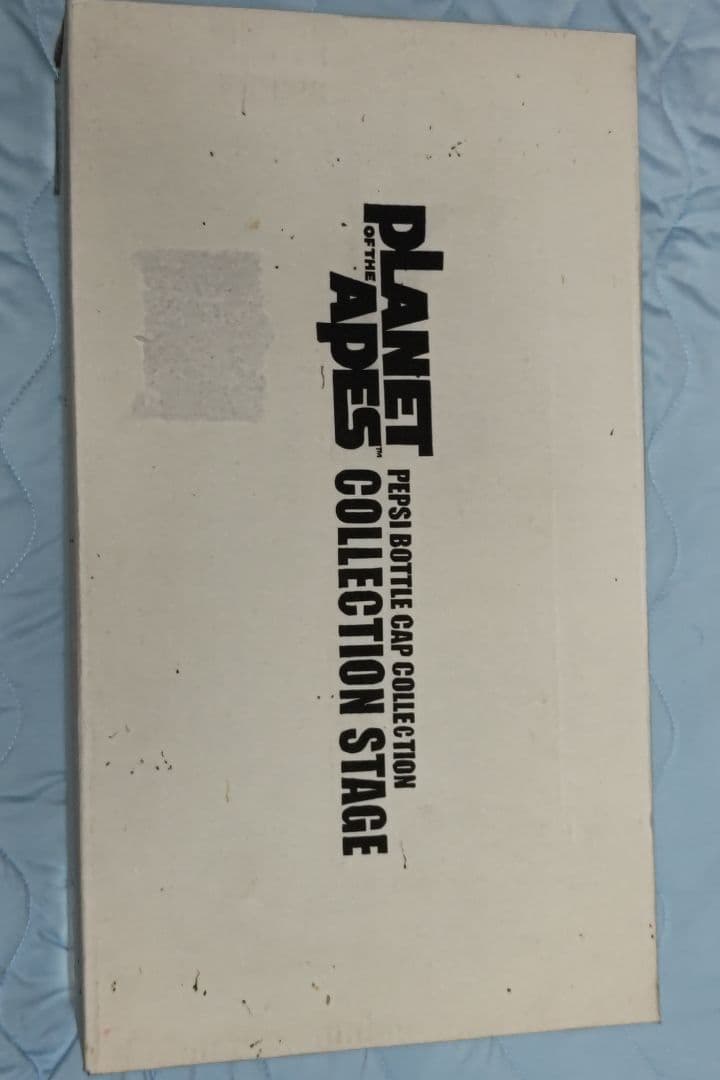 PLANET
OF THE APES™
PEPSI BOTTLE CAP COLLECTION
COLLECTION STAGE